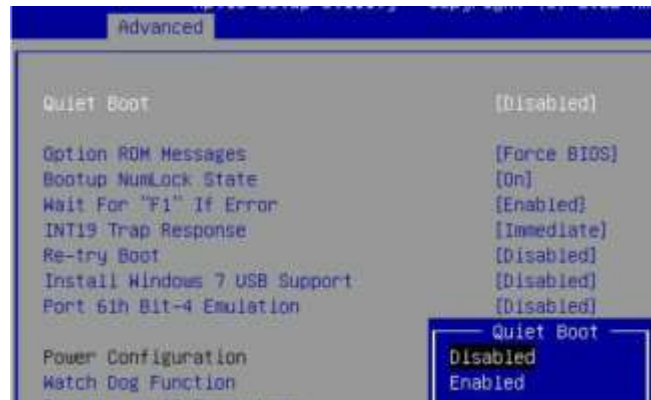 Advanced
Quiet Boot [Disabled]
Option ROM Messages [Force BIOS]
Bootup NumLock State [On]
Wait For "F1" If Error [Enabled]
INT19 Trap Response [Immediate]
Re-try Boot [Disabled]
Install Windows 7 USB Support [Disabled]
Port 61h Bit-4 Emulation [Disabled]
Quiet Boot
Power Configuration
Disabled
Watch Dog Function
Enabled